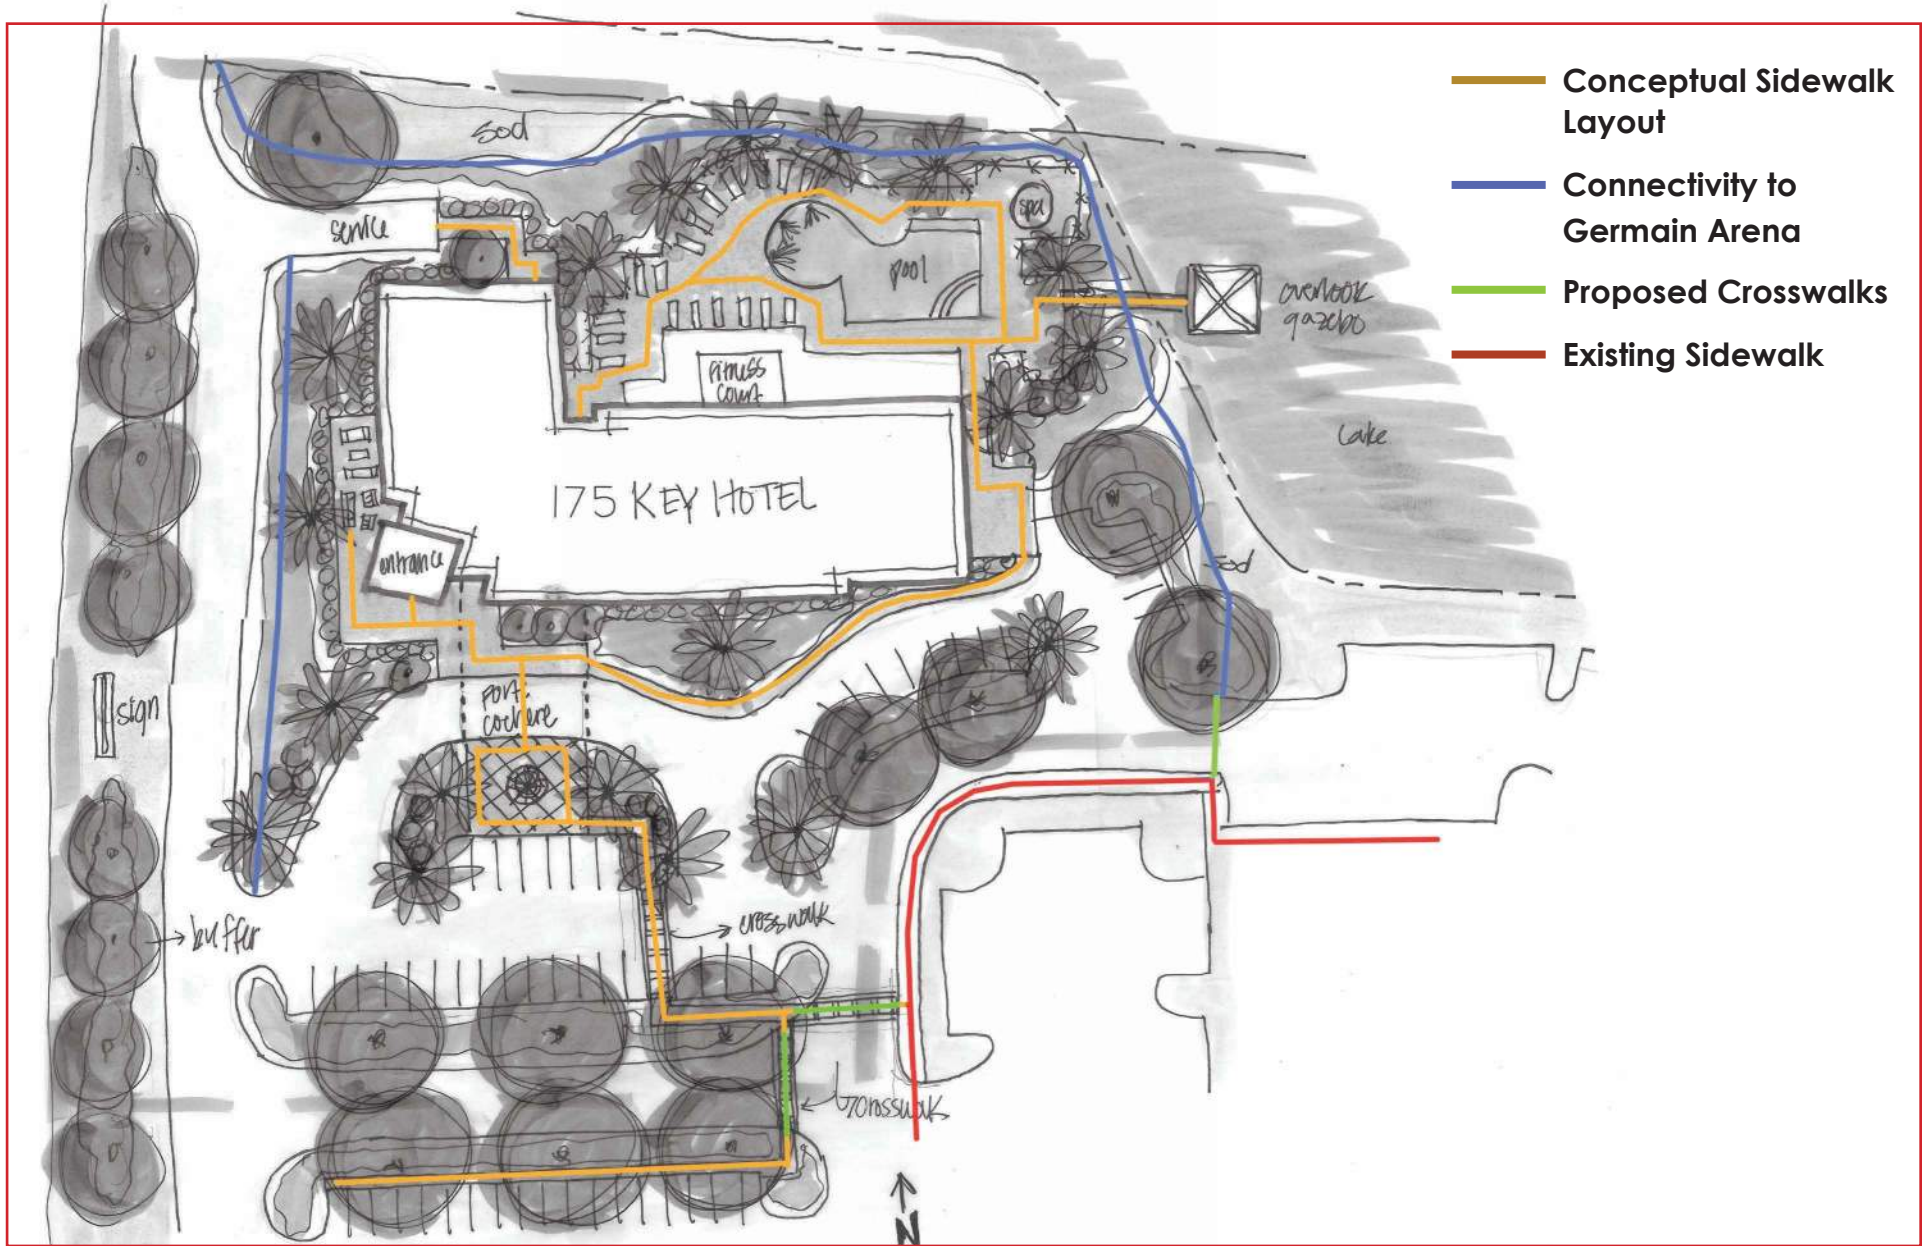 Conceptual Sidewalk
Layout
Connectivity to
Germain Arena
Proposed Crosswalks
Existing Sidewalk
sod
service
spa
pool
overlook
gazebo
fitness
court
lake
175 KEY HOTEL
entrance
sod
sign
port
cochere
crosswalk
buffer
crosswalk
N